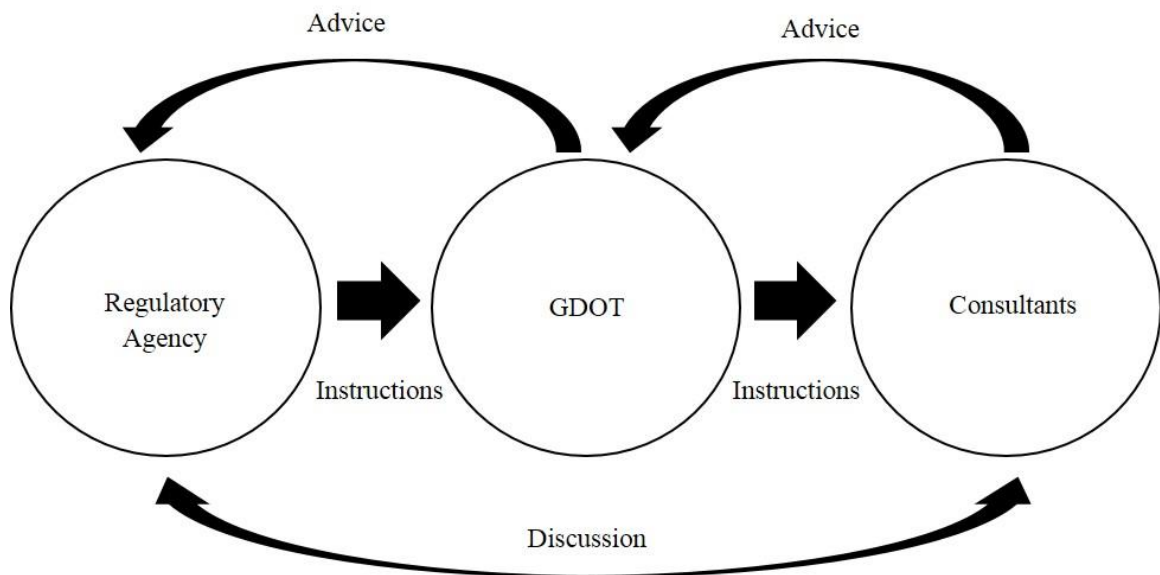 Advice
Advice
Regulatory
Agency
GDOT
Consultants
Instructions
Instructions
Discussion